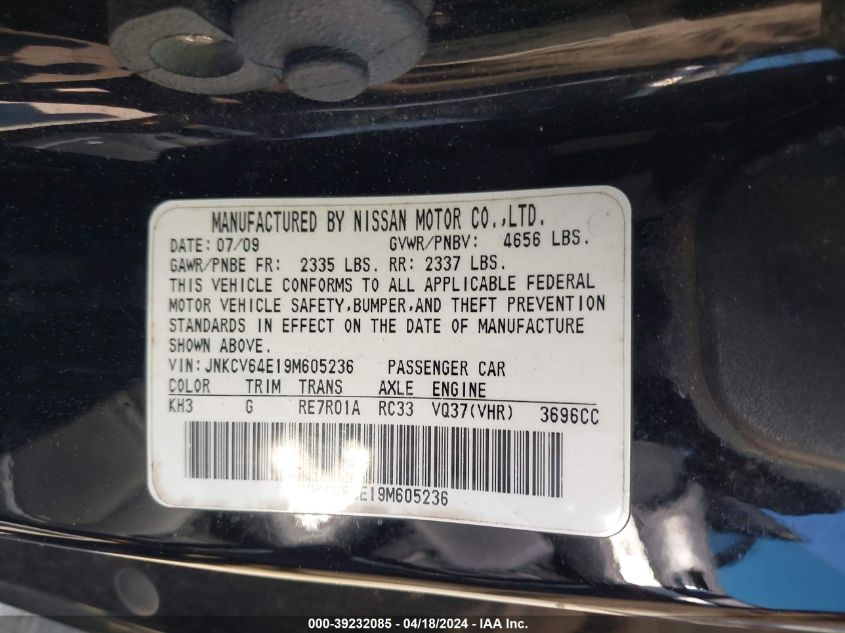 MANUFACTURED BY NISSAN MOTOR CO.,LTD.
DATE: 07/09 GVWR/PNBV: 4656 LBS.
GAWR/PNBE FR: 2335 LBS. RR: 2337 LBS.
THIS VEHICLE CONFORMS TO ALL APPLICABLE FEDERAL
MOTOR VEHICLE SAFETY,BUMPER,AND THEFT PREVENTION
STANDARDS IN EFFECT ON THE DATE OF MANUFACTURE
SHOWN ABOVE.
VIN: JNKCV64E19M605236 PASSENGER CAR
COLOR TRIM TRANS AXLE ENGINE
KH3 G RE7R01A RC33 VQ37(VHR) 3696CC
JNKCV64E19M605236
000-39232085 - 04/18/2024 - IAA Inc.